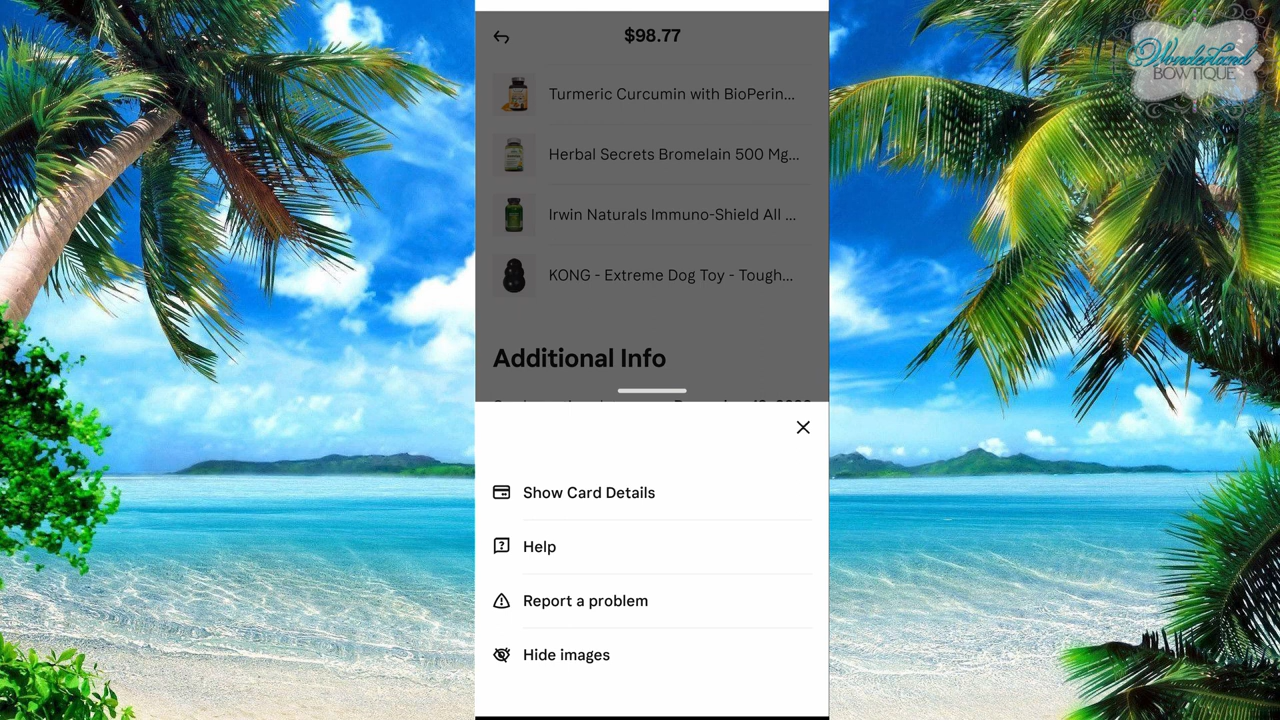 Wonderland
BOWTIQUE
$98.77
Turmeric Curcumin with BioPerin...
Herbal Secrets Bromelain 500 Mg...
Irwin Naturals Immuno-Shield All ...
KONG - Extreme Dog Toy - Tough...
Additional Info
Show Card Details
Help
Report a problem
Hide images